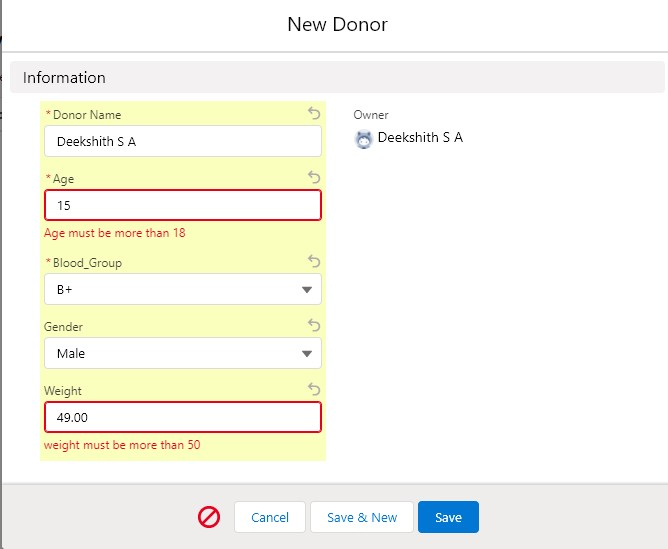 New Donor
Information
*Donor Name
Deekshith S A
Owner
Deekshith S A
*Age
15
Age must be more than 18
*Blood_Group
B+
Gender
Male
Weight
49.00
weight must be more than 50
Cancel
Save & New
Save